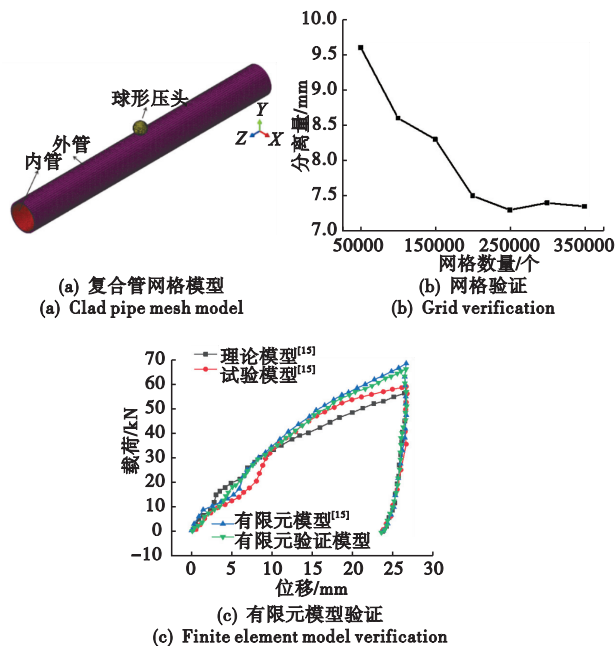 球形压头
外管
内管
Y
Z
X
(a) 复合管网格模型
(a) Clad pipe mesh model
10.0
9.5
9.0
8.5
8.0
7.5
7.0
分离量/mm
50000 150000 250000 350000
网格数量/个
(b) 网格验证
(b) Grid verification
70
60
50
40
30
20
10
0
-10
载荷/kN
理论模型[15]
试验模型[15]
有限元模型[15]
有限元验证模型
0 5 10 15 20 25 30
位移/mm
(c) 有限元模型验证
(c) Finite element model verification